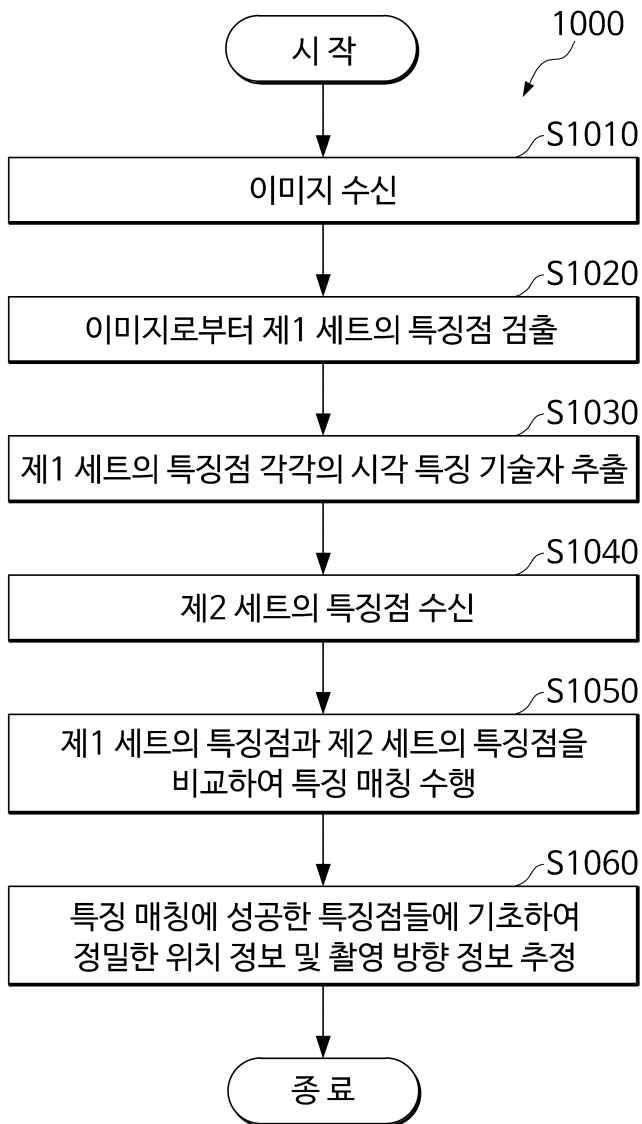 1000
시 작
S1010
이미지 수신
S1020
이미지로부터 제1 세트의 특징점 검출
S1030
제1 세트의 특징점 각각의 시각 특징 기술자 추출
S1040
제2 세트의 특징점 수신
S1050
제1 세트의 특징점과 제2 세트의 특징점을
비교하여 특징 매칭 수행
S1060
특징 매칭에 성공한 특징점들에 기초하여
정밀한 위치 정보 및 촬영 방향 정보 추정
종 료